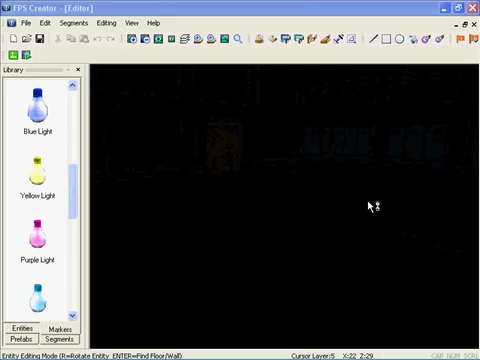 FPS Creator - [Editor]
File Edit Segments Editing View Help
Library
Blue Light
Yellow Light
Purple Light
Entities Markers
Prefabs Segments
Entity Editing Mode (R=Rotate Entity ENTER=Find Floor/Wall) Cursor Layer:5 X:22 Z:29 CAP NUM SCRL